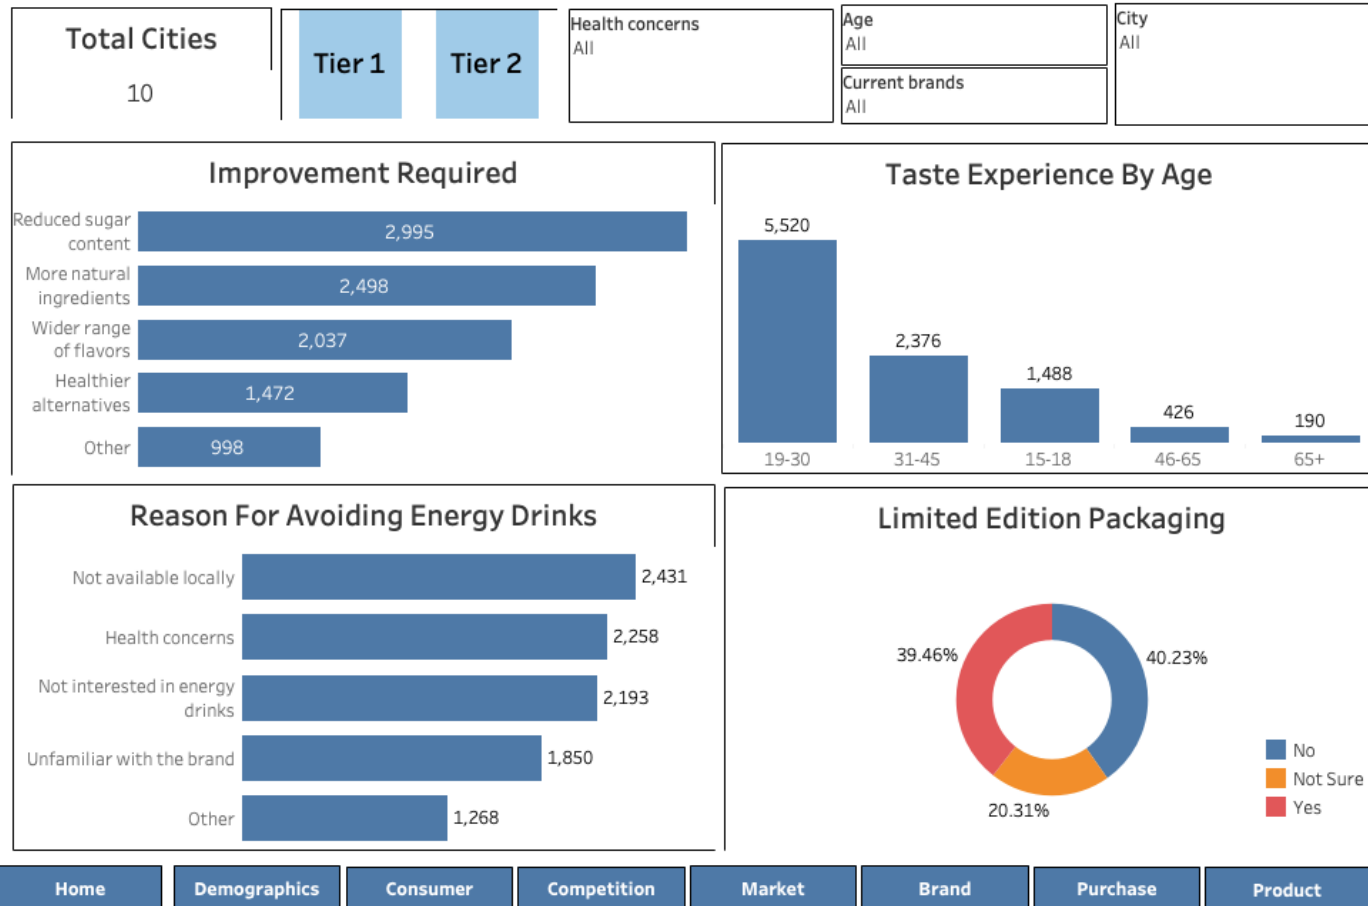 Total Cities
10
Tier 1
Tier 2
Health concerns
All
Age
All
Current brands
All
City
All
Improvement Required
Reduced sugar
content
2,995
More natural
ingredients
2,498
Wider range
of flavors
2,037
Healthier
alternatives
1,472
Other
998
Taste Experience By Age
5,520
2,376
1,488
426
190
19-30
31-45
15-18
46-65
65+
Reason For Avoiding Energy Drinks
Not available locally
2,431
Health concerns
2,258
Not interested in energy
drinks
2,193
Unfamiliar with the brand
1,850
Other
1,268
Limited Edition Packaging
39.46%
40.23%
20.31%
No
Not Sure
Yes
Home
Demographics
Consumer
Competition
Market
Brand
Purchase
Product